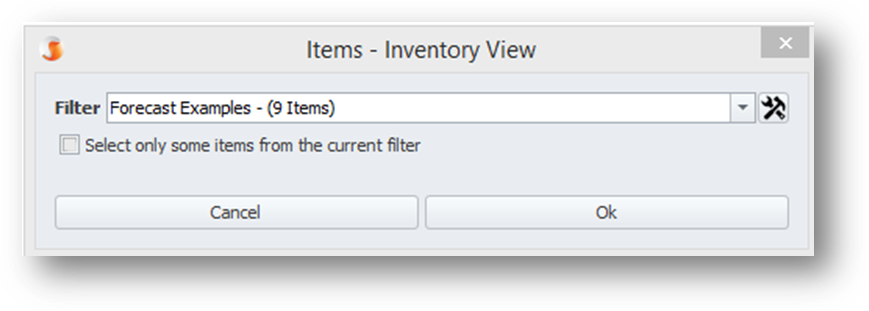 Items - Inventory View
Filter Forecast Examples - (9 Items)
Select only some items from the current filter
Cancel Ok